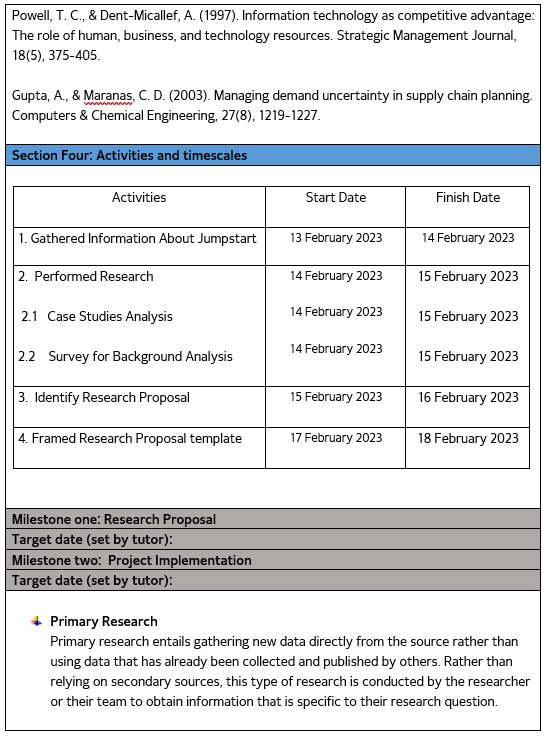 Powell, T. C., & Dent-Micallef, A. (1997). Information technology as competitive advantage:
The role of human, business, and technology resources. Strategic Management Journal,
18(5), 375-405.
Gupta, A., & Maranas, C. D. (2003). Managing demand uncertainty in supply chain planning.
Computers & Chemical Engineering, 27(8), 1219-1227.
Section Four: Activities and timescales
Activities Start Date Finish Date
1. Gathered Information About Jumpstart 13 February 2023 14 February 2023
2. Performed Research 14 February 2023 15 February 2023
2.1 Case Studies Analysis 14 February 2023 15 February 2023
2.2 Survey for Background Analysis 14 February 2023 15 February 2023
3. Identify Research Proposal 15 February 2023 16 February 2023
4. Framed Research Proposal template 17 February 2023 18 February 2023
Milestone one: Research Proposal
Target date (set by tutor):
Milestone two: Project Implementation
Target date (set by tutor):
Primary Research
Primary research entails gathering new data directly from the source rather than
using data that has already been collected and published by others. Rather than
relying on secondary sources, this type of research is conducted by the researcher
or their team to obtain information that is specific to their research question.